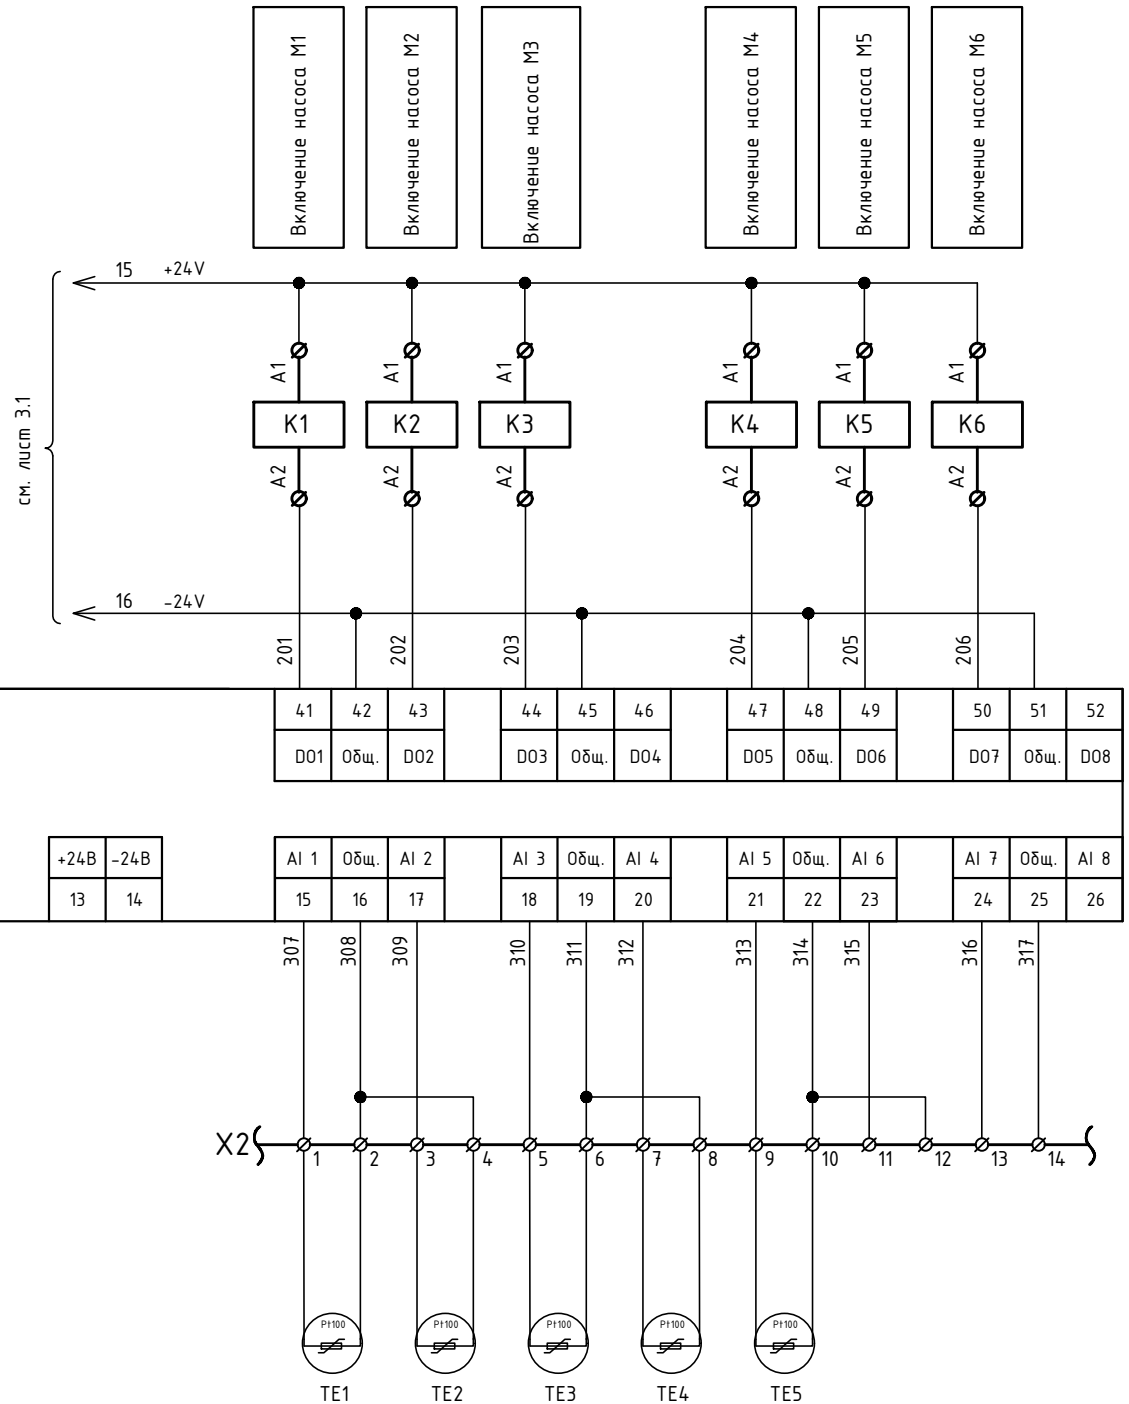 Включение насоса М1
Включение насоса М2
Включение насоса М3
Включение насоса М4
Включение насоса М5
Включение насоса М6
15 +24V
A1 A1 A1 A1 A1 A1
K1 K2 K3 K4 K5 K6
A2 A2 A2 A2 A2 A2
см. лист 3.1
16 -24V
201 202 203 204 205 206
41 42 43 44 45 46 47 48 49 50 51 52
DO1 Общ. DO2 DO3 Общ. DO4 DO5 Общ. DO6 DO7 Общ. DO8
+24В -24В AI 1 Общ. AI 2 AI 3 Общ. AI 4 AI 5 Общ. AI 6 AI 7 Общ. AI 8
13 14 15 16 17 18 19 20 21 22 23 24 25 26
307 308 309 310 311 312 313 314 315 316 317
X2 1 2 3 4 5 6 7 8 9 10 11 12 13 14
Pt100 Pt100 Pt100 Pt100 Pt100
TE1 TE2 TE3 TE4 TE5